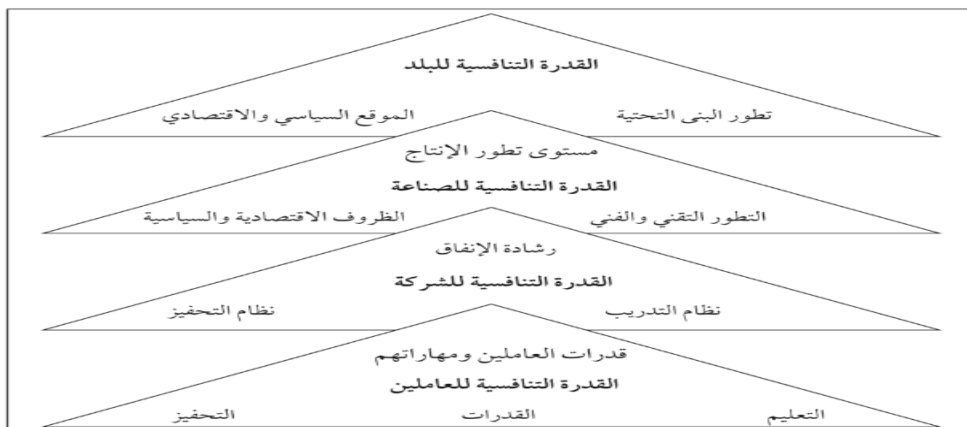 القدرة التنافسية للبلد
تطور البنى التحتية الموقع السياسي والاقتصادي
مستوى تطور الإنتاج
القدرة التنافسية للصناعة
التطور التقني والفني الظروف الاقتصادية والسياسية
رشادة الإنفاق
القدرة التنافسية للشركة
نظام التدريب نظام التحفيز
قدرات العاملين ومهاراتهم
القدرة التنافسية للعاملين
التعليم القدرات التحفيز